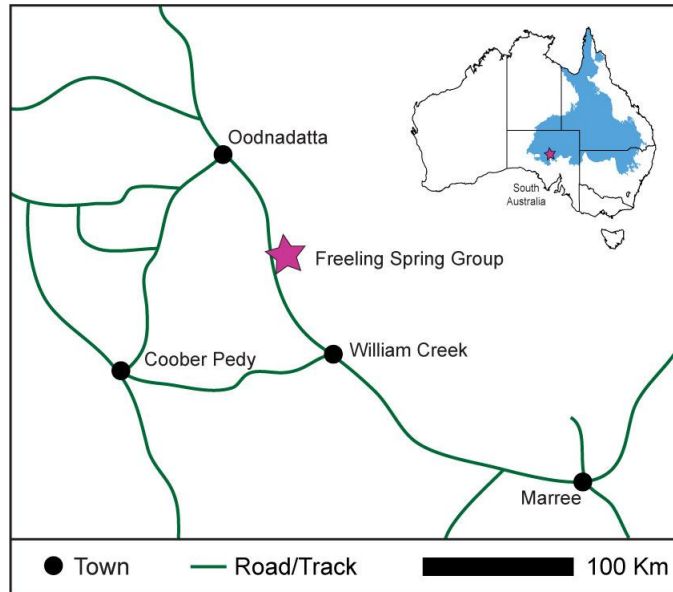 Oodnadatta
South
Australia
Freeling Spring Group
William Creek
Coober Pedy
Marree
Town
Road/Track
100 Km